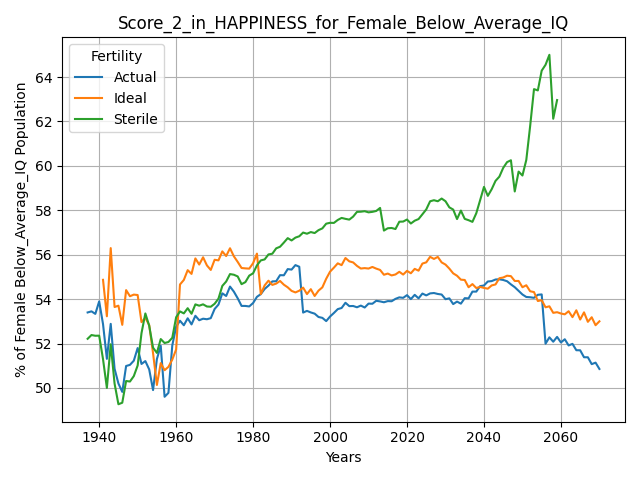 Score_2_in_HAPPINESS_for_Female_Below_Average_IQ
% of Female Below_Average_IQ Population
Fertility
Actual
Ideal
Sterile
64
62
60
58
56
54
52
50
1940
1960
1980
2000
2020
2040
2060
Years